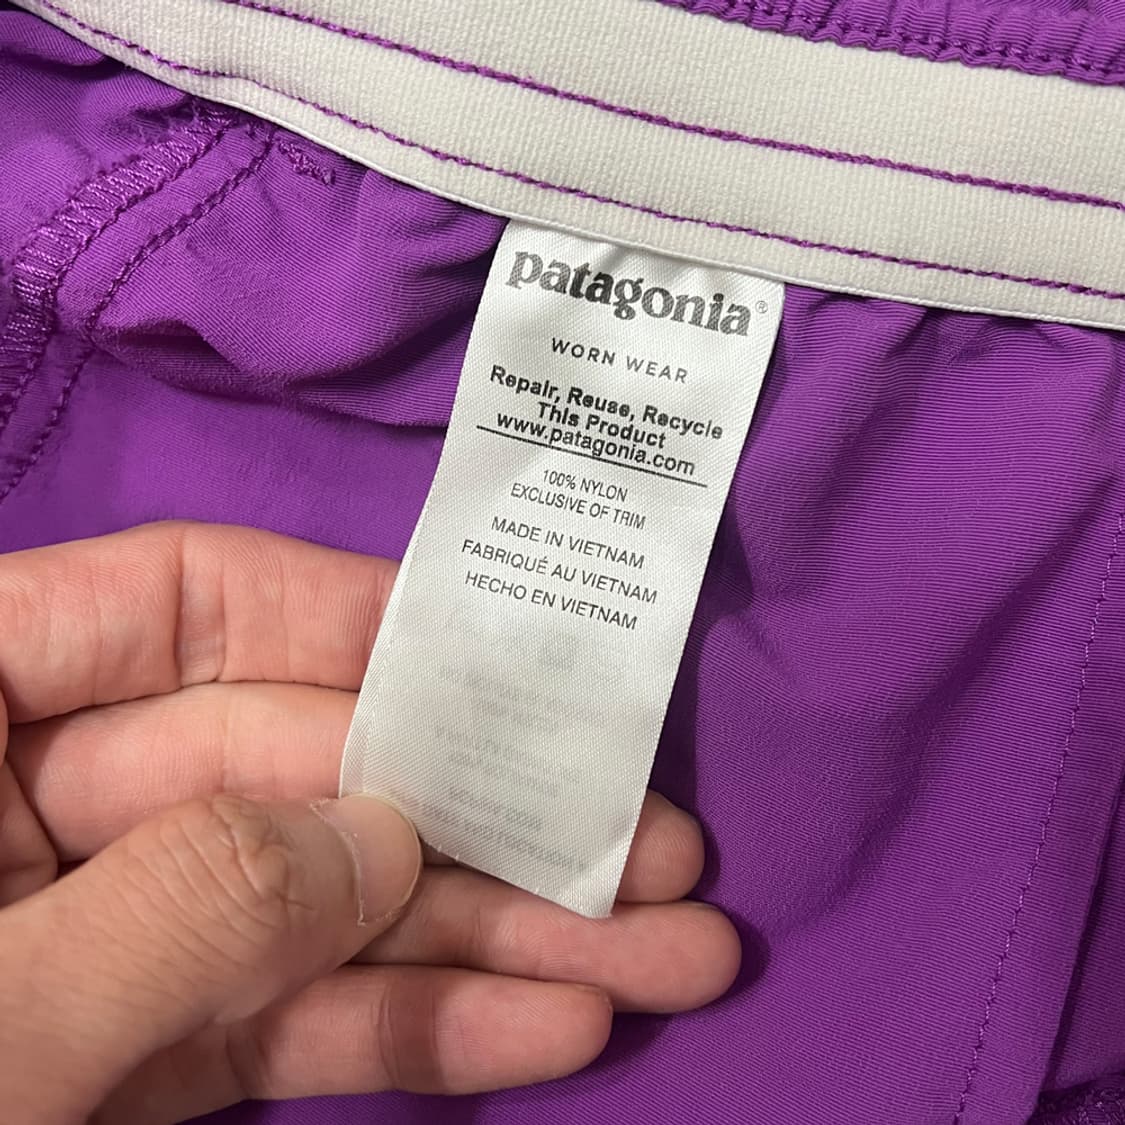 patagonia®
WORN WEAR
Repair, Reuse, Recycle
This Product
www.patagonia.com
100% NYLON
EXCLUSIVE OF TRIM
MADE IN VIETNAM
FABRIQUÉ AU VIETNAM
HECHO EN VIETNAM